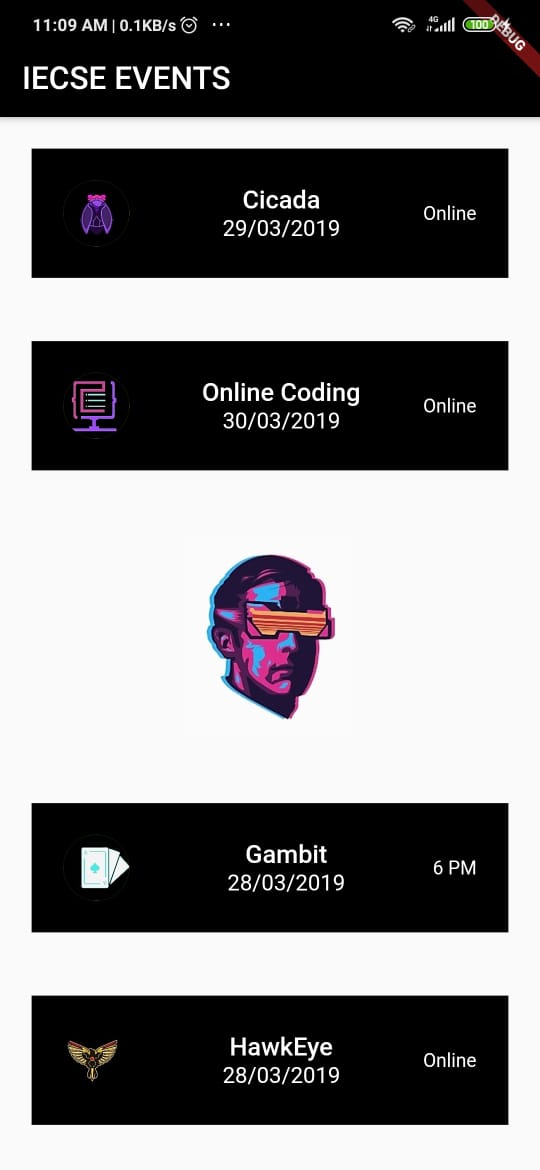 11:09 AM | 0.1KB/s ...
4G
100
DEBUG
IECSE EVENTS
Cicada
29/03/2019
Online
Online Coding
30/03/2019
Online
Gambit
28/03/2019
6 PM
HawkEye
28/03/2019
Online